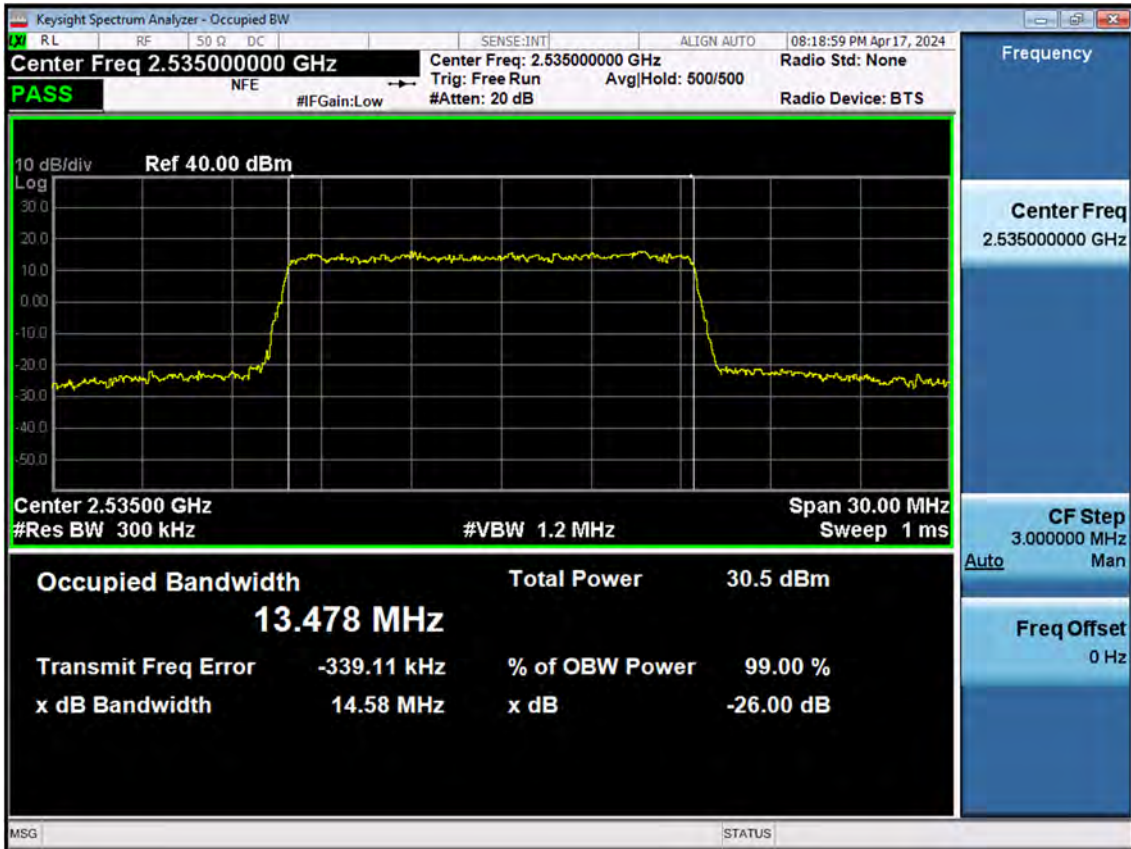 Keysight Spectrum Analyzer - Occupied BW
LXI RL RF 50 Ω DC SENSE:INT ALIGN AUTO 08:18:59 PM Apr 17, 2024
Center Freq 2.535000000 GHz
Center Freq: 2.535000000 GHz Radio Std: None
NFE Trig: Free Run Avg|Hold: 500/500
PASS
#IFGain:Low #Atten: 20 dB Radio Device: BTS
10 dB/div Ref 40.00 dBm
Log
30.0
20.0
10.0
0.00
-10.0
-20.0
-30.0
-40.0
-50.0
Center 2.53500 GHz Span 30.00 MHz
#Res BW 300 kHz #VBW 1.2 MHz Sweep 1 ms
Occupied Bandwidth Total Power 30.5 dBm
13.478 MHz
Transmit Freq Error -339.11 kHz % of OBW Power 99.00 %
x dB Bandwidth 14.58 MHz x dB -26.00 dB
MSG STATUS
Frequency
Center Freq
2.535000000 GHz
CF Step
3.000000 MHz
Auto Man
Freq Offset
0 Hz